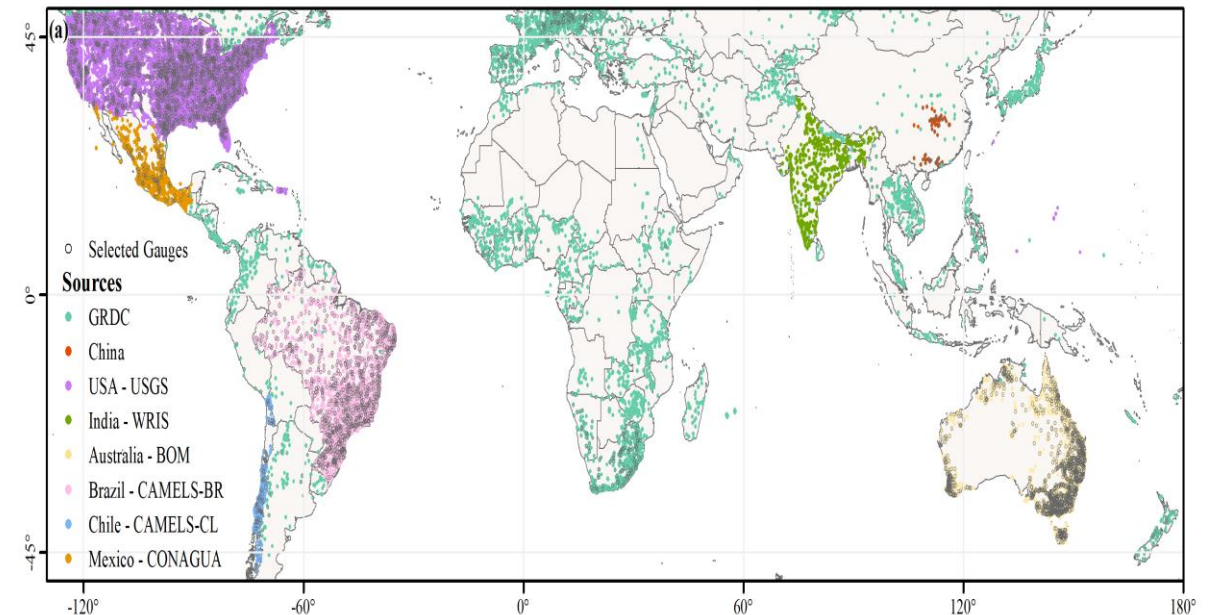 (a)
45°
0°
-45°
Selected Gauges
Sources
GRDC
China
USA - USGS
India - WRIS
Australia - BOM
Brazil - CAMELS-BR
Chile - CAMELS-CL
Mexico - CONAGUA
-120°
-60°
0°
60°
120°
180°